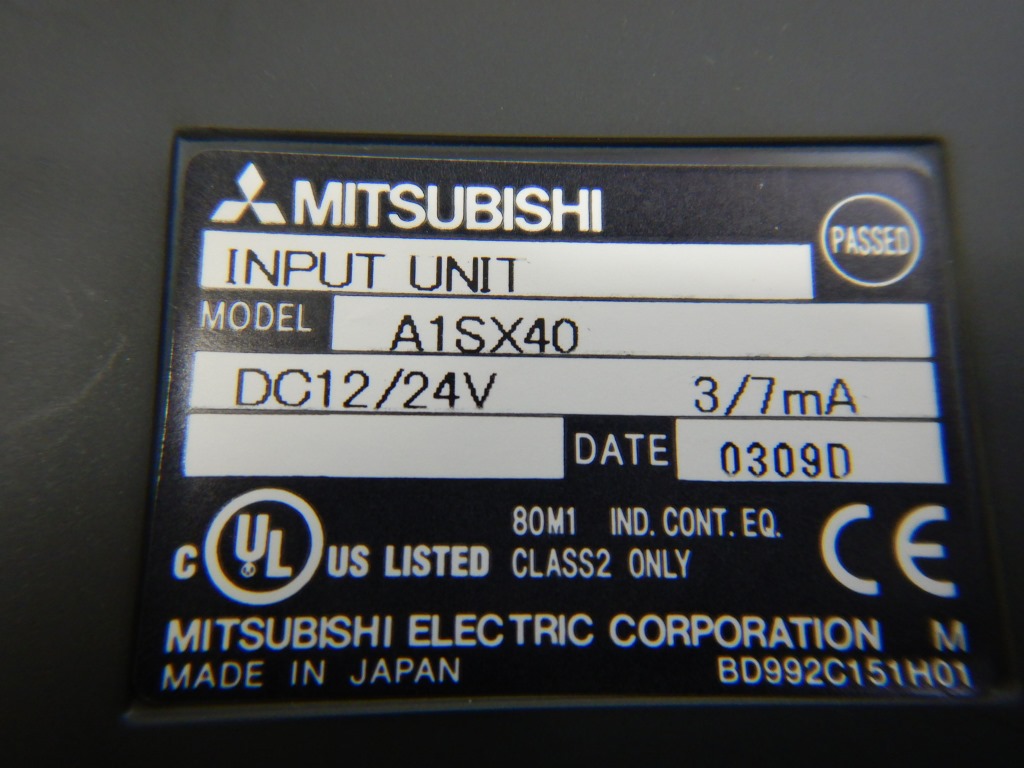 MITSUBISHI
PASSED
INPUT UNIT
MODEL A1SX40
DC12/24V 3/7mA
DATE 0309D
C UL US LISTED 80M1 IND. CONT. EQ.
CLASS2 ONLY
CE
MITSUBISHI ELECTRIC CORPORATION M
MADE IN JAPAN BD992C151H01